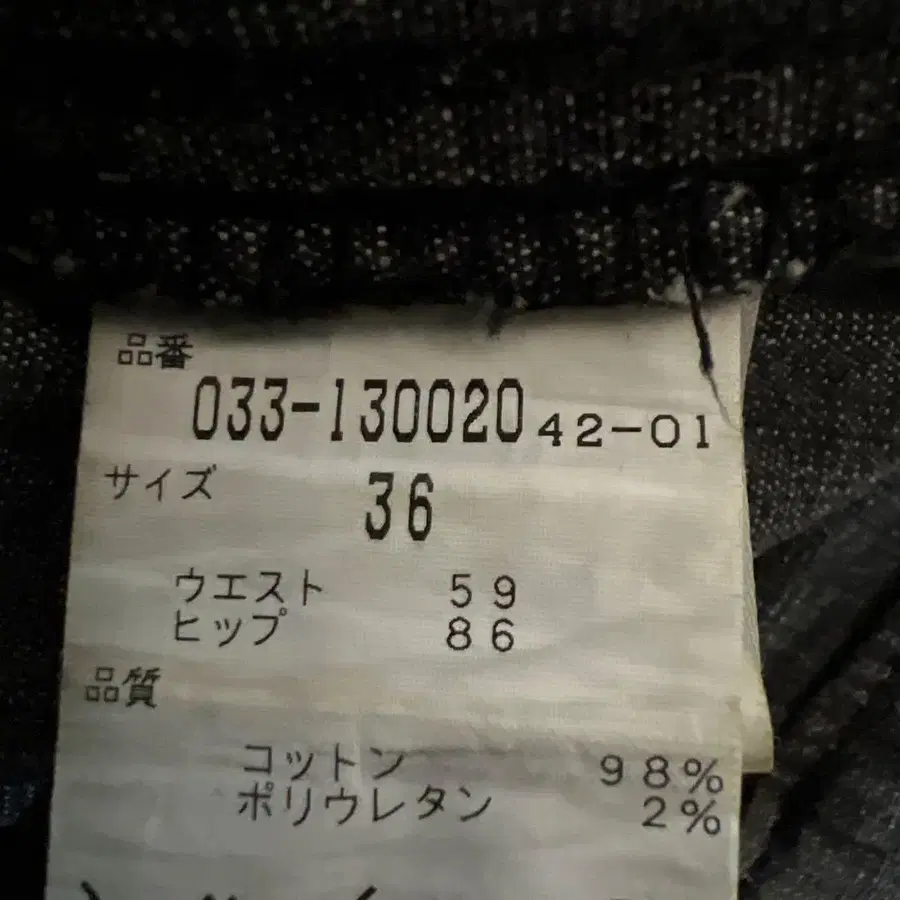 品番
033-130020 42-01
サイズ
36
ウエスト 59
ヒップ 86
品質
コットン 98%
ポリウレタン 2%